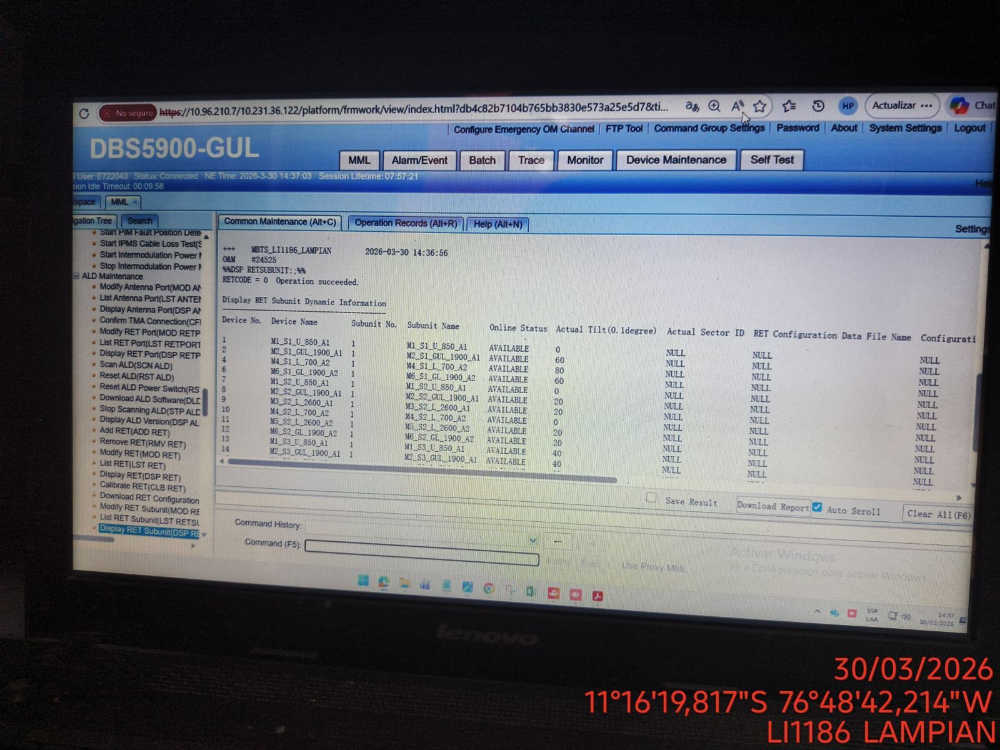 No seguro https://10.96.210.7/10.231.36.122/platform/frmwork/view/index.html?db4c82b7104b765bb3830e573a25e5d7&ti... HP Actualizar ... Chat
Configure Emergency OM Channel | FTP Tool | Command Group Settings | Password | About | System Settings | Logout
DBS5900-GUL
MML Alarm/Event Batch Trace Monitor Device Maintenance Self Test
User: E722040 Status: Connected NE Time: 2026-3-30 14:37:03 Session Lifetime: 07:57:21
sion Idle Timeout: 00:09:58
Hel
kspace MML
igation Tree Search
Common Maintenance (Alt+C) Operation Records (Alt+R) Help (Alt+N)
Settings
Start PIM Fault Position Dete
Start IPMS Cable Loss Test(S
Start Intermodulation Power M
Stop Intermodulation Power M
ALD Maintenance
Modify Antenna Port(MOD AN
List Antenna Port(LST ANTEN
Display Antenna Port(DSP AN
Confirm TMA Connection(CFI
Modify RET Port(MOD RETP
List RET Port(LST RETPORT
Display RET Port(DSP RETP
Scan ALD(SCN ALD)
Reset ALD(RST ALD)
Reset ALD Power Switch(RS
Download ALD Software(DLD
Stop Scanning ALD(STP ALD
Display ALD Version(DSP AL
Add RET(ADD RET)
Remove RET(RMV RET)
Modify RET(MOD RET)
List RET(LST RET)
Display RET(DSP RET)
Calibrate RET(CLB RET)
Download RET Configuration
Modify RET Subunit(MOD RE
List RET Subunit(LST RETSU
Display RET Subunit(DSP RE
+++ MBTS_LI1186_LAMPIAN 2026-03-30 14:36:56
O&M #24525
%%DSP RETSUBUNIT:;%%
RETCODE = 0 Operation succeeded.
Display RET Subunit Dynamic Information
Device No. Device Name Subunit No. Subunit Name Online Status Actual Tilt(0.1degree) Actual Sector ID RET Configuration Data File Name Configurati
1 M1_S1_U_850_A1 1 M1_S1_U_850_A1 AVAILABLE 0 NULL NULL NULL
2 M2_S1_GUL_1900_A1 1 M2_S1_GUL_1900_A1 AVAILABLE 60 NULL NULL NULL
4 M4_S1_L_700_A2 1 M4_S1_L_700_A2 AVAILABLE 80 NULL NULL NULL
6 M6_S1_GL_1900_A2 1 M6_S1_GL_1900_A2 AVAILABLE 60 NULL NULL NULL
7 M1_S2_U_850_A1 1 M1_S2_U_850_A1 AVAILABLE 0 NULL NULL NULL
8 M2_S2_GUL_1900_A1 1 M2_S2_GUL_1900_A1 AVAILABLE 20 NULL NULL NULL
9 M3_S2_L_2600_A1 1 M3_S2_L_2600_A1 AVAILABLE 20 NULL NULL NULL
10 M4_S2_L_700_A2 1 M4_S2_L_700_A2 AVAILABLE 0 NULL NULL NULL
11 M5_S2_L_2600_A2 1 M5_S2_L_2600_A2 AVAILABLE 20 NULL NULL NULL
12 M6_S2_GL_1900_A2 1 M6_S2_GL_1900_A2 AVAILABLE 20 NULL NULL NULL
13 M1_S3_U_850_A1 1 M1_S3_U_850_A1 AVAILABLE 40 NULL NULL NULL
14 M2_S3_GUL_1900_A1 1 M2_S3_GUL_1900_A1 AVAILABLE 40 NULL NULL NULL
Save Result Download Report Auto Scroll Clear All(F6)
Command History:
Command (F5): Assist Exec Use Proxy MML
Activar Windows
Ve a Configuración para activar Windows.
ESP
LAA
14:37
30/03/2026
lenovo
30/03/2026
11°16'19,817"S 76°48'42,214"W
LI1186 LAMPIAN